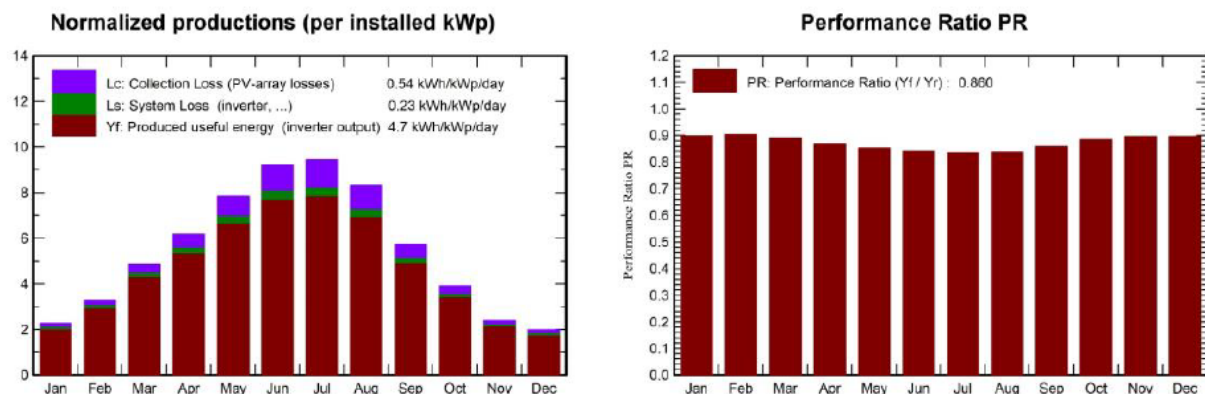 Normalized productions (per installed kWp)
14
12
10
8
6
4
2
0
Lc: Collection Loss (PV-array losses) 0.54 kWh/kWp/day
Ls: System Loss (inverter, ...) 0.23 kWh/kWp/day
Yf: Produced useful energy (inverter output) 4.7 kWh/kWp/day
Jan Feb Mar Apr May Jun Jul Aug Sep Oct Nov Dec
Performance Ratio PR
Performance Ratio PR
1.2
1.1
1.0
0.9
0.8
0.7
0.6
0.5
0.4
0.3
0.2
0.1
0.0
PR: Performance Ratio (Yf / Yr) : 0.860
Jan Feb Mar Apr May Jun Jul Aug Sep Oct Nov Dec